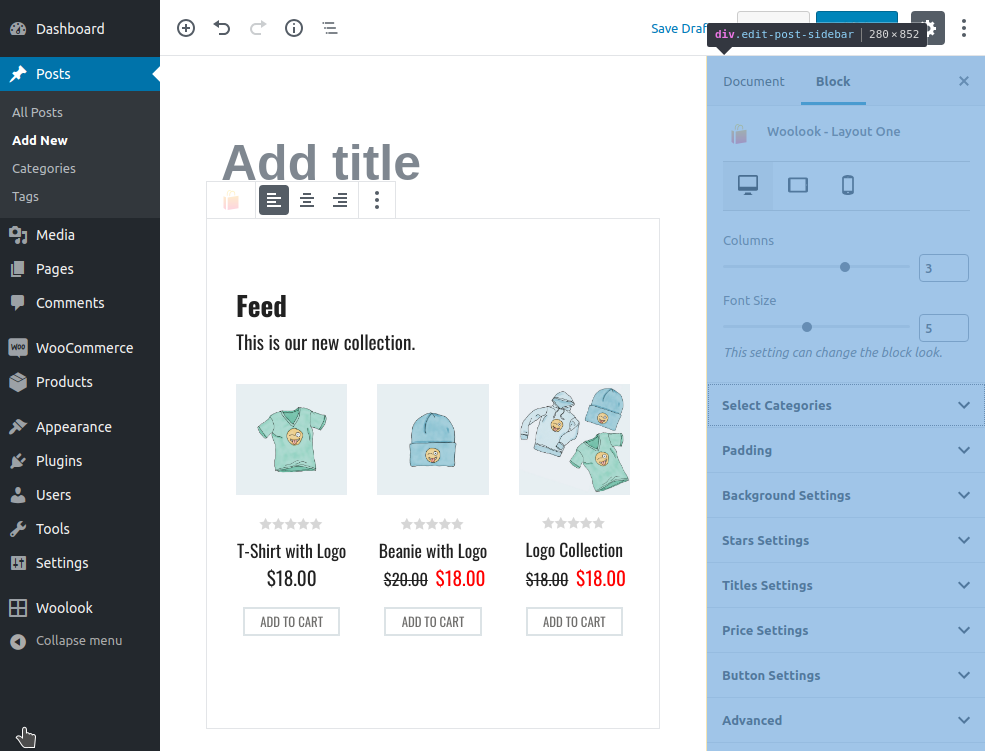 Dashboard
Posts
All Posts
Add New
Categories
Tags
Media
Pages
Comments
WOO WooCommerce
Products
Appearance
Plugins
Users
Tools
Settings
Woolook
Collapse menu
Save Draf
div.edit-post-sidebar | 280×852
Add title
Feed
This is our new collection.
T-Shirt with Logo
$18.00
ADD TO CART
Beanie with Logo
$20.00 $18.00
ADD TO CART
Logo Collection
$18.00 $18.00
ADD TO CART
Document Block
Woolook - Layout One
Columns
3
Font Size
5
This setting can change the block look.
Select Categories
Padding
Background Settings
Stars Settings
Titles Settings
Price Settings
Button Settings
Advanced